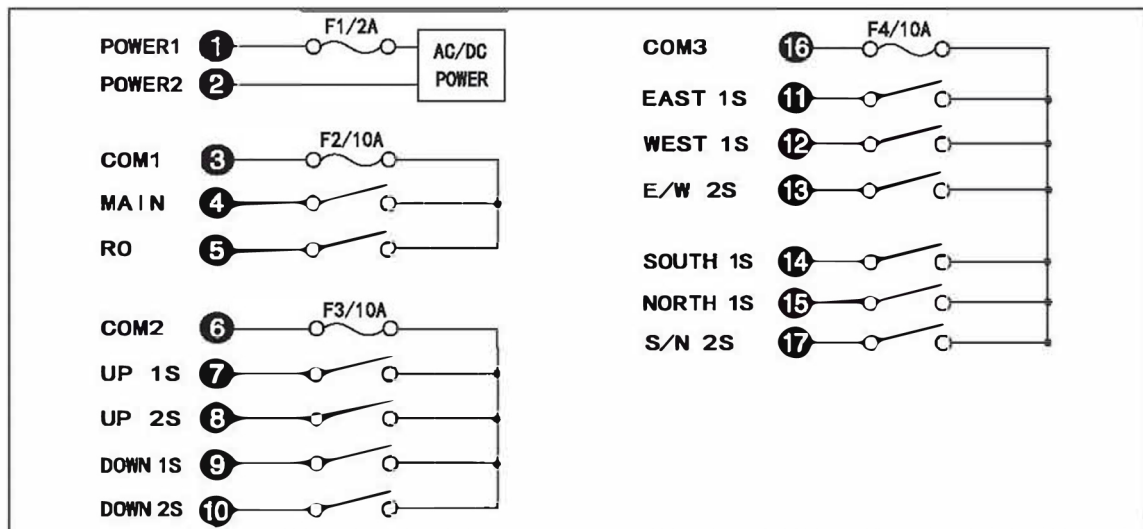 F1/2A
POWER1 1
AC/DC
POWER2 2
POWER
F2/10A
COM1 3
MAIN 4
RO 5
F3/10A
COM2 6
UP 1S 7
UP 2S 8
DOWN 1S 9
DOWN 2S 10
F4/10A
COM3 16
EAST 1S 11
WEST 1S 12
E/W 2S 13
SOUTH 1S 14
NORTH 1S 15
S/N 2S 17